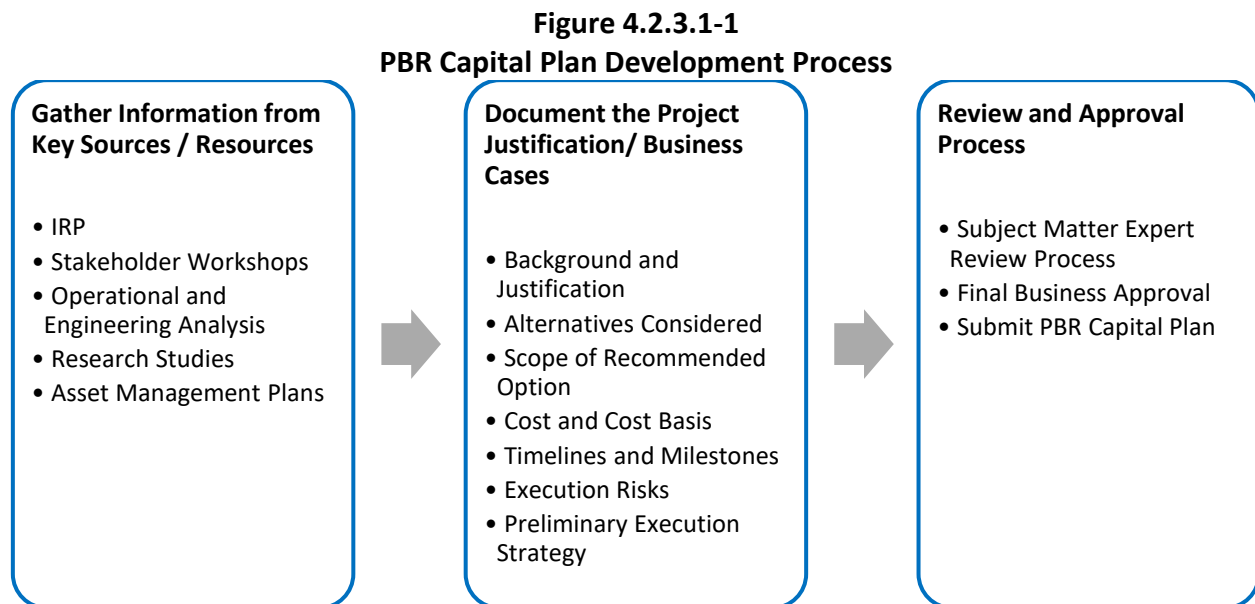 Figure 4.2.3.1-1
PBR Capital Plan Development Process
Gather Information from
Key Sources / Resources
• IRP
• Stakeholder Workshops
• Operational and
Engineering Analysis
• Research Studies
• Asset Management Plans
Document the Project
Justification/ Business
Cases
• Background and
Justification
• Alternatives Considered
• Scope of Recommended
Option
• Cost and Cost Basis
• Timelines and Milestones
• Execution Risks
• Preliminary Execution
Strategy
Review and Approval
Process
• Subject Matter Expert
Review Process
• Final Business Approval
• Submit PBR Capital Plan